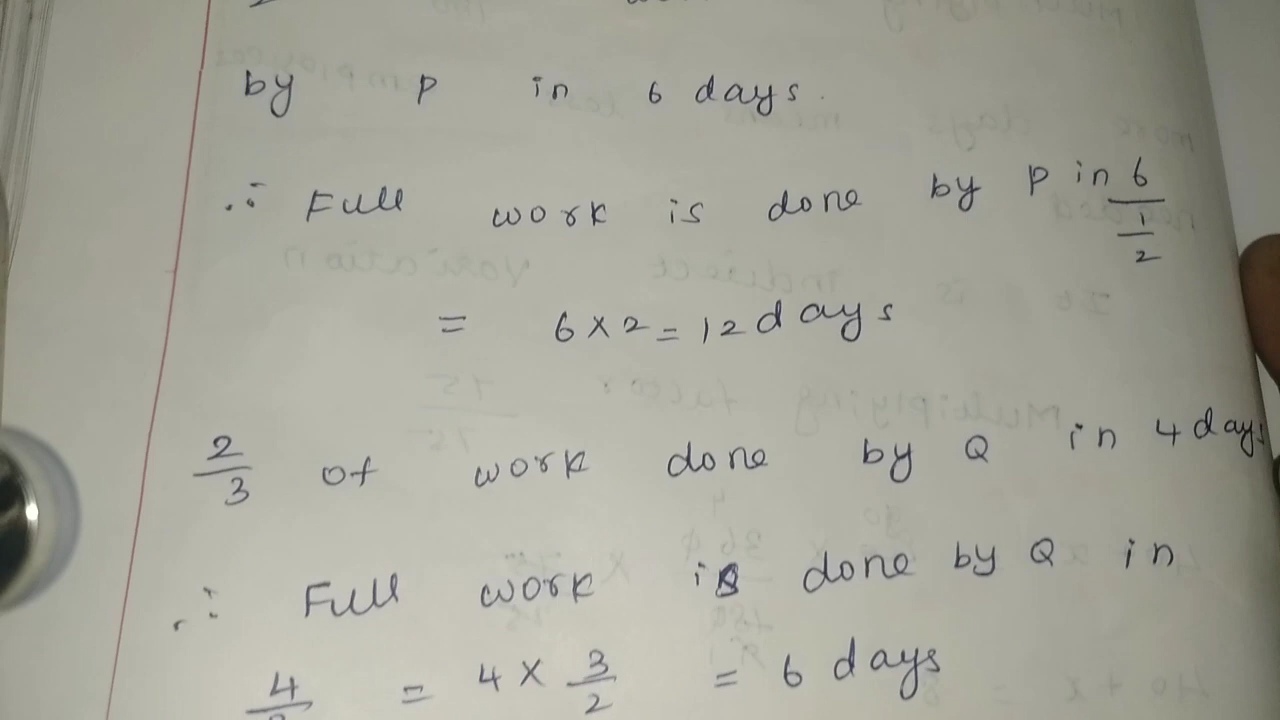 by P in 6 days.
∴ Full work is done by P in 6/(1/2)
= 6 × 2 = 12 days
2/3 of work done by Q in 4 days
∴ Full work is done by Q in
4 = 4 × 3/2 = 6 days